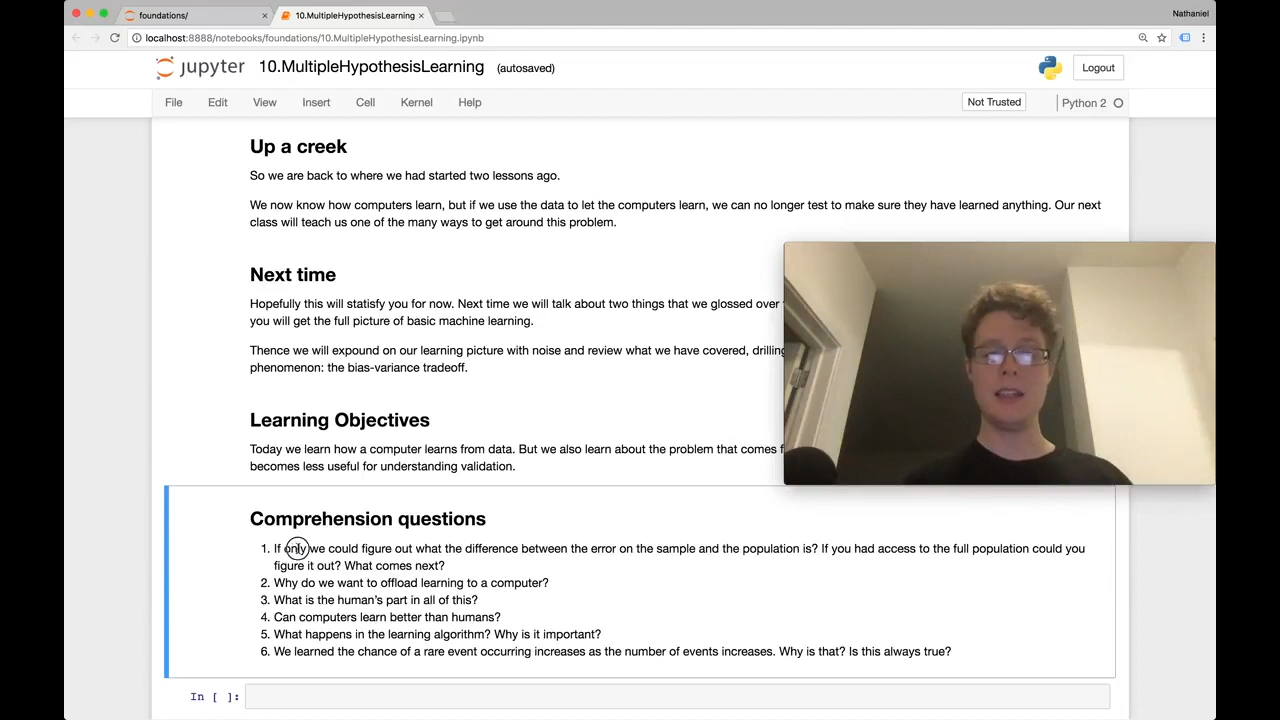 foundations/
10.MultipleHypothesisLearning
Nathaniel
localhost:8888/notebooks/foundations/10.MultipleHypothesisLearning.ipynb
jupyter 10.MultipleHypothesisLearning (autosaved)
Logout
File Edit View Insert Cell Kernel Help
Not Trusted
Python 2
Up a creek
So we are back to where we had started two lessons ago.
We now know how computers learn, but if we use the data to let the computers learn, we can no longer test to make sure they have learned anything. Our next
class will teach us one of the many ways to get around this problem.
Next time
Hopefully this will statisfy you for now. Next time we will talk about two things that we glossed over
you will get the full picture of basic machine learning.
Thence we will expound on our learning picture with noise and review what we have covered, drilling
phenomenon: the bias-variance tradeoff.
Learning Objectives
Today we learn how a computer learns from data. But we also learn about the problem that comes
becomes less useful for understanding validation.
Comprehension questions
1. If only we could figure out what the difference between the error on the sample and the population is? If you had access to the full population could you
figure it out? What comes next?
2. Why do we want to offload learning to a computer?
3. What is the human's part in all of this?
4. Can computers learn better than humans?
5. What happens in the learning algorithm? Why is it important?
6. We learned the chance of a rare event occurring increases as the number of events increases. Why is that? Is this always true?
In [ ]: